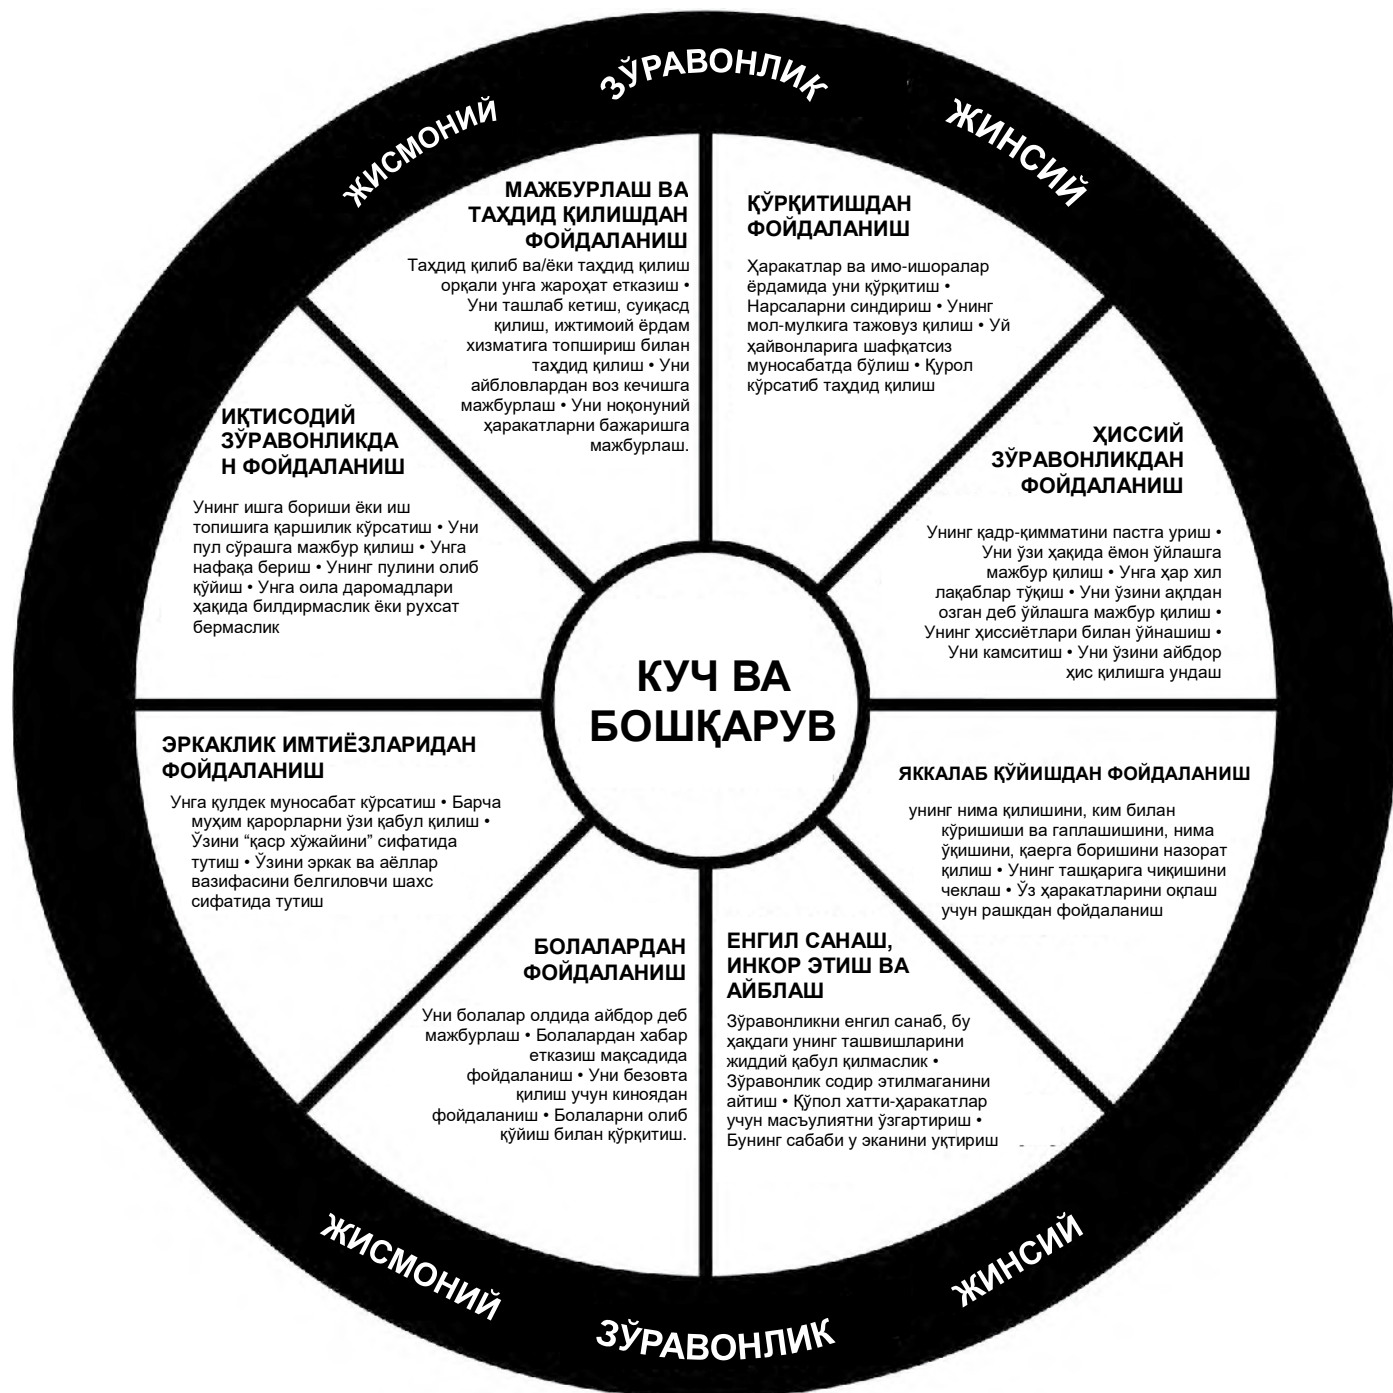 ЖИСМОНИЙ
ЗЎРАВОНЛИК
ЖИНСИЙ
МАЖБУРЛАШ ВА
ТАҲДИД ҚИЛИШДАН
ФОЙДАЛАНИШ
Таҳдид қилиб ва/ёки таҳдид қилиш
орқали унга жароҳат етказиш •
Уни ташлаб кетиш, суиқасд
қилиш, ижтимоий ёрдам
хизматига топшириш билан
таҳдид қилиш • Уни
айбловлардан воз кечишга
мажбурлаш • Уни ноқонуний
ҳаракатларни бажаришга
мажбурлаш.
ҚЎРҚИТИШДАН
ФОЙДАЛАНИШ
Ҳаракатлар ва имо-ишоралар
ёрдамида уни қўрқитиш •
Нарсаларни синдириш • Унинг
мол-мулкига тажовуз қилиш • Уй
ҳайвонларига шафқатсиз
муносабатда бўлиш • Қурол
кўрсатиб таҳдид қилиш
ИҚТИСОДИЙ
ЗЎРАВОНЛИКДА
Н ФОЙДАЛАНИШ
Унинг ишга бориши ёки иш
топишига қаршилик кўрсатиш • Уни
пул сўрашга мажбур қилиш • Унга
нафақа бериш • Унинг пулини олиб
қўйиш • Унга оила даромадлари
ҳақида билдирмаслик ёки рухсат
бермаслик
ҲИССИЙ
ЗЎРАВОНЛИКДАН
ФОЙДАЛАНИШ
Унинг қадр-қимматини пастга уриш •
Уни ўзи ҳақида ёмон ўйлашга
мажбур қилиш • Унга ҳар хил
лақаблар тўқиш • Уни ўзини ақлдан
озган деб ўйлашга мажбур қилиш •
Унинг ҳиссиётлари билан ўйнашиш •
Уни камситиш • Уни ўзини айбдор
ҳис қилишга ундаш
КУЧ ВА
БОШҚАРУВ
ЭРКАКЛИК ИМТИЁЗЛАРИДАН
ФОЙДАЛАНИШ
Унга қулдек муносабат кўрсатиш • Барча
муҳим қарорларни ўзи қабул қилиш •
Ўзини “қаср хўжайини” сифатида
тутиш • Ўзини эркак ва аёллар
вазифасини белгиловчи шахс
сифатида тутиш
ЯККАЛАБ ҚЎЙИШДАН ФОЙДАЛАНИШ
унинг нима қилишини, ким билан
кўришиши ва гаплашишини, нима
ўқишини, қаерга боришини назорат
қилиш • Унинг ташқарига чиқишини
чеклаш • Ўз ҳаракатларини оқлаш
учун рашкдан фойдаланиш
БОЛАЛАРДАН
ФОЙДАЛАНИШ
Уни болалар олдида айбдор деб
мажбурлаш • Болалардан хабар
етказиш мақсадида
фойдаланиш • Уни безовта
қилиш учун киноядан
фойдаланиш • Болаларни олиб
қўйиш билан қўрқитиш.
ЕНГИЛ САНАШ,
ИНКОР ЭТИШ ВА
АЙБЛАШ
Зўравонликни енгил санаб, бу
ҳақдаги унинг ташвишларини
жиддий қабул қилмаслик •
Зўравонлик содир этилмаганини
айтиш • Қўпол хатти-ҳаракатлар
учун масъулиятни ўзгартириш •
Бунинг сабаби у эканини уқтириш
ЖИСМОНИЙ
ЗЎРАВОНЛИК
ЖИНСИЙ